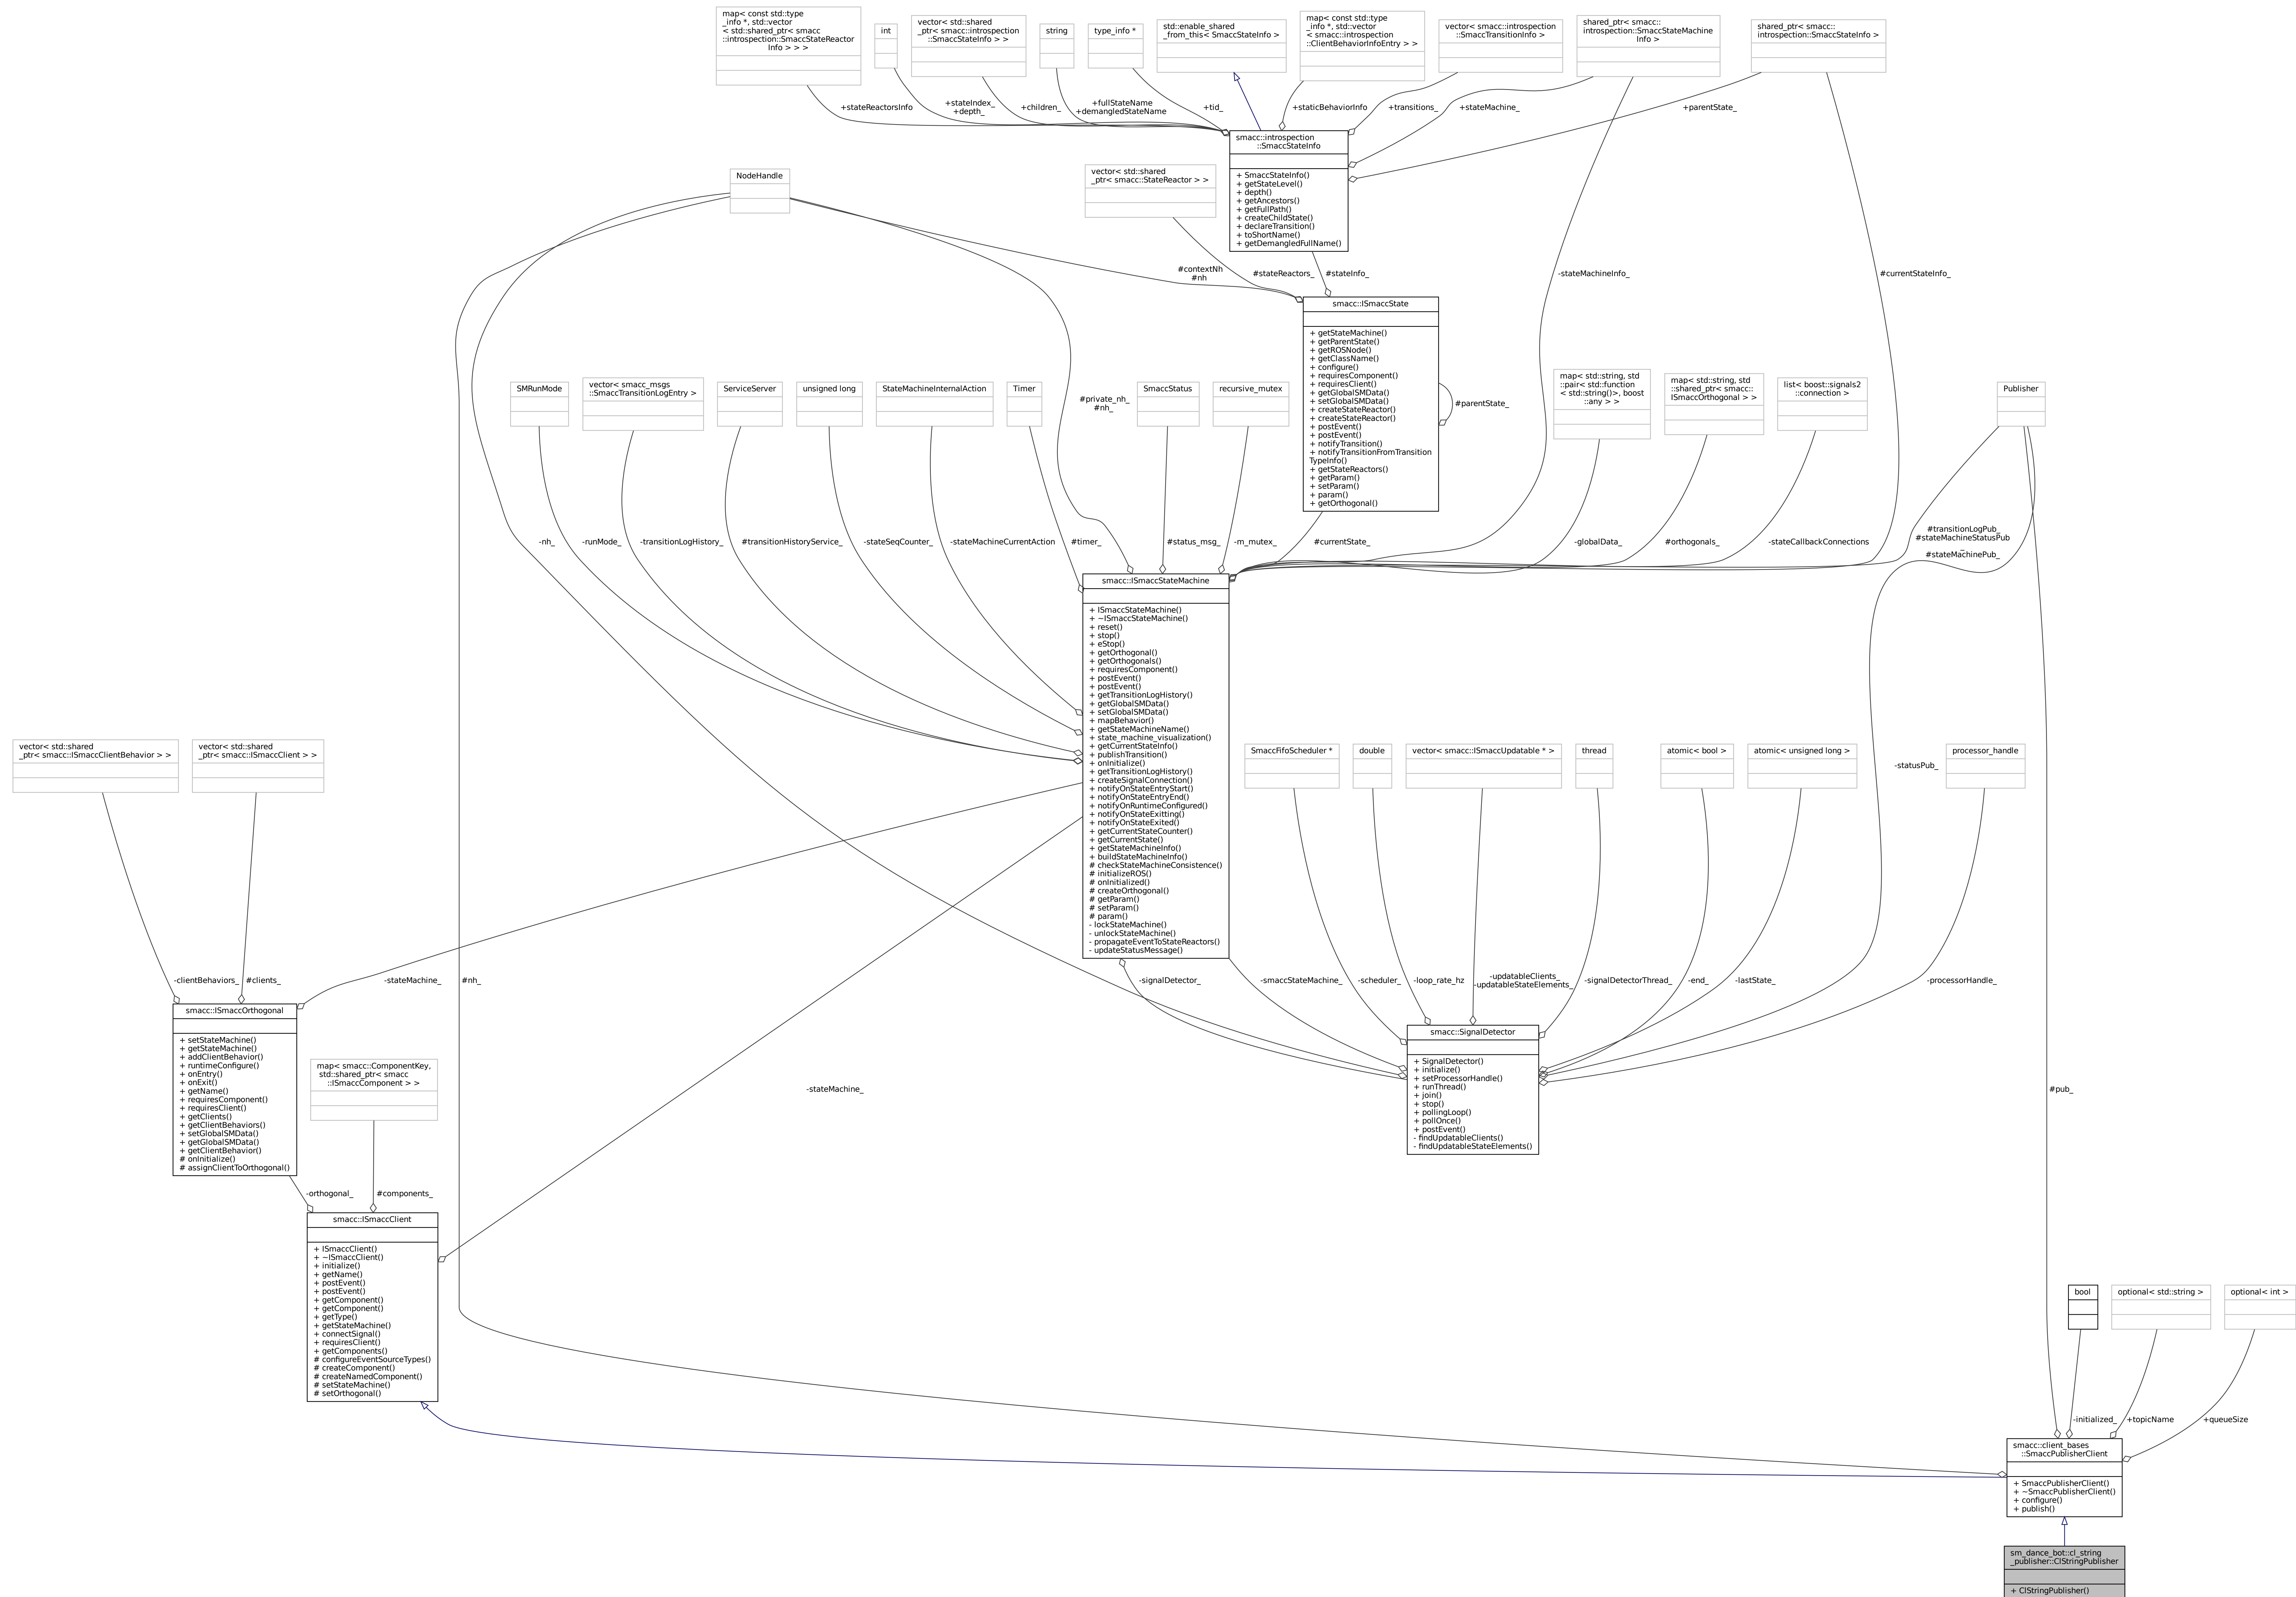 map< const std::type
_info *, std::vector
< std::shared_ptr< smacc
::introspection::SmaccStateReactor
Info > > >
int
vector< std::shared
_ptr< smacc::introspection
::SmaccStateInfo > >
string
type_info *
std::enable_shared
_from_this< SmaccStateInfo >
map< const std::type
_info *, std::vector
< smacc::introspection
::ClientBehaviorInfoEntry > >
vector< smacc::introspection
::SmaccTransitionInfo >
shared_ptr< smacc::
introspection::SmaccStateMachine
Info >
shared_ptr< smacc::
introspection::SmaccStateInfo >
+stateReactorsInfo
+stateIndex_
+depth_
+children_
+fullStateName
+demangledStateName
+tid_
+staticBehaviorInfo
+transitions_
+stateMachine_
+parentState_
smacc::introspection
::SmaccStateInfo
+ SmaccStateInfo()
+ getStateLevel()
+ depth()
+ getAncestors()
+ getFullPath()
+ createChildState()
+ declareTransition()
+ toShortName()
+ getDemangledFullName()
NodeHandle
vector< std::shared
_ptr< smacc::StateReactor > >
#contextNh
#nh
#stateReactors_
#stateInfo_
-stateMachineInfo_
#currentStateInfo_
smacc::ISmaccState
+ getStateMachine()
+ getParentState()
+ getROSNode()
+ getClassName()
+ configure()
+ requiresComponent()
+ requiresClient()
+ getGlobalSMData()
+ setGlobalSMData()
+ createStateReactor()
+ createStateReactor()
+ postEvent()
+ postEvent()
+ notifyTransition()
+ notifyTransitionFromTransition
TypeInfo()
+ getStateReactors()
+ getParam()
+ setParam()
+ param()
+ getOrthogonal()
#parentState_
SMRunMode
vector< smacc_msgs
::SmaccTransitionLogEntry >
ServiceServer
unsigned long
StateMachineInternalAction
Timer
#private_nh_
#nh_
SmaccStatus
recursive_mutex
map< std::string, std
::pair< std::function
< std::string()>, boost
::any > >
map< std::string, std
::shared_ptr< smacc::
ISmaccOrthogonal > >
list< boost::signals2
::connection >
Publisher
-nh_
-runMode_
-transitionLogHistory_
#transitionHistoryService_
-stateSeqCounter_
-stateMachineCurrentAction
#timer_
#status_msg_
-m_mutex_
#currentState_
-globalData_
#orthogonals_
-stateCallbackConnections
#transitionLogPub_
#stateMachineStatusPub
_
#stateMachinePub_
smacc::ISmaccStateMachine
+ ISmaccStateMachine()
+ ~ISmaccStateMachine()
+ reset()
+ stop()
+ eStop()
+ getOrthogonal()
+ getOrthogonals()
+ requiresComponent()
+ postEvent()
+ postEvent()
+ getTransitionLogHistory()
+ getGlobalSMData()
+ setGlobalSMData()
+ mapBehavior()
+ getStateMachineName()
+ state_machine_visualization()
+ getCurrentStateInfo()
+ publishTransition()
+ onInitialize()
+ getTransitionLogHistory()
+ createSignalConnection()
+ notifyOnStateEntryStart()
+ notifyOnStateEntryEnd()
+ notifyOnRuntimeConfigured()
+ notifyOnStateExitting()
+ notifyOnStateExited()
+ getCurrentStateCounter()
+ getCurrentState()
+ getStateMachineInfo()
+ buildStateMachineInfo()
# checkStateMachineConsistence()
# initializeROS()
# onInitialized()
# createOrthogonal()
# getParam()
# setParam()
# param()
- lockStateMachine()
- unlockStateMachine()
- propagateEventToStateReactors()
- updateStatusMessage()
vector< std::shared
_ptr< smacc::ISmaccClientBehavior > >
vector< std::shared
_ptr< smacc::ISmaccClient > >
SmaccFifoScheduler *
double
vector< smacc::ISmaccUpdatable * >
thread
atomic< bool >
atomic< unsigned long >
-statusPub_
processor_handle
-clientBehaviors_
#clients_
-stateMachine_
#nh_
-signalDetector_
-smaccStateMachine_
-scheduler_
-loop_rate_hz
-updatableClients_
-updatableStateElements_
-signalDetectorThread_
-end_
-lastState_
-processorHandle_
smacc::ISmaccOrthogonal
+ setStateMachine()
+ getStateMachine()
+ addClientBehavior()
+ runtimeConfigure()
+ onEntry()
+ onExit()
+ getName()
+ requiresComponent()
+ requiresClient()
+ getClients()
+ getClientBehaviors()
+ setGlobalSMData()
+ getGlobalSMData()
+ getClientBehavior()
# onInitialize()
# assignClientToOrthogonal()
map< smacc::ComponentKey,
std::shared_ptr< smacc
::ISmaccComponent > >
-stateMachine_
smacc::SignalDetector
+ SignalDetector()
+ initialize()
+ setProcessorHandle()
+ runThread()
+ join()
+ stop()
+ pollingLoop()
+ pollOnce()
+ postEvent()
- findUpdatableClients()
- findUpdatableStateElements()
#pub_
-orthogonal_
#components_
smacc::ISmaccClient
+ ISmaccClient()
+ ~ISmaccClient()
+ initialize()
+ getName()
+ postEvent()
+ postEvent()
+ getComponent()
+ getComponent()
+ getType()
+ getStateMachine()
+ connectSignal()
+ requiresClient()
+ getComponents()
# configureEventSourceTypes()
# createComponent()
# createNamedComponent()
# setStateMachine()
# setOrthogonal()
bool
optional< std::string >
optional< int >
-initialized_
+topicName
+queueSize
smacc::client_bases
::SmaccPublisherClient
+ SmaccPublisherClient()
+ ~SmaccPublisherClient()
+ configure()
+ publish()
sm_dance_bot::cl_string
_publisher::ClStringPublisher
+ ClStringPublisher()